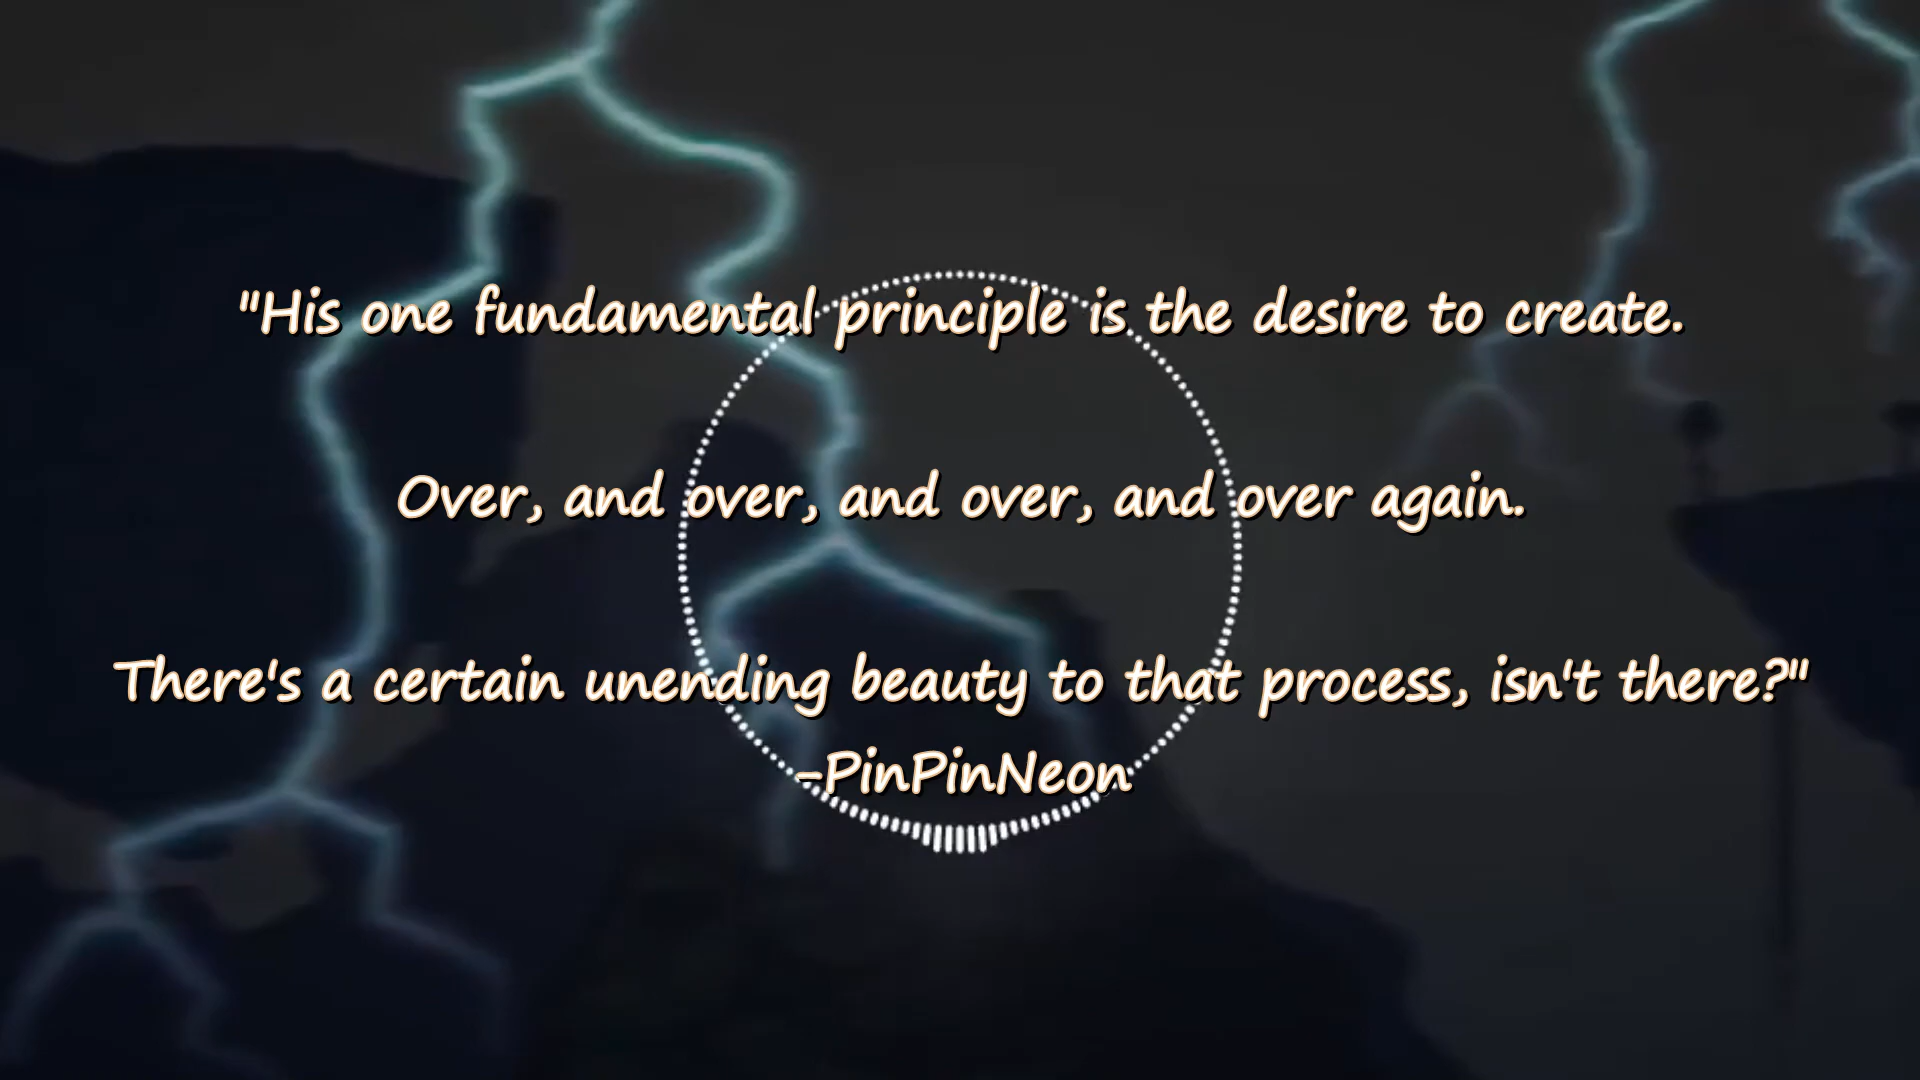 "His one fundamental principle is the desire to create.
Over, and over, and over, and over again.
There's a certain unending beauty to that process, isn't there?"
-PinPinNeon